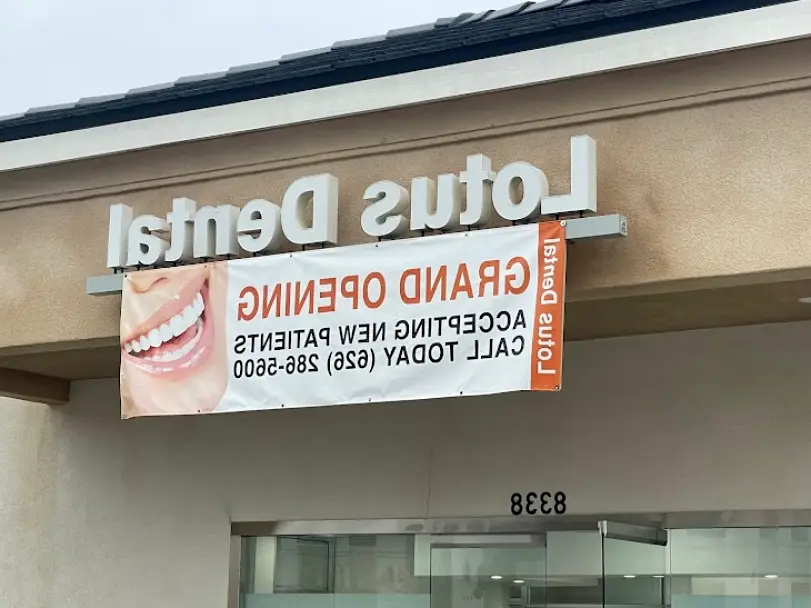 Lotus Dental
Lotus Dental
GRAND OPENING
ACCEPTING NEW PATIENTS
CALL TODAY (626) 286-5600
8338